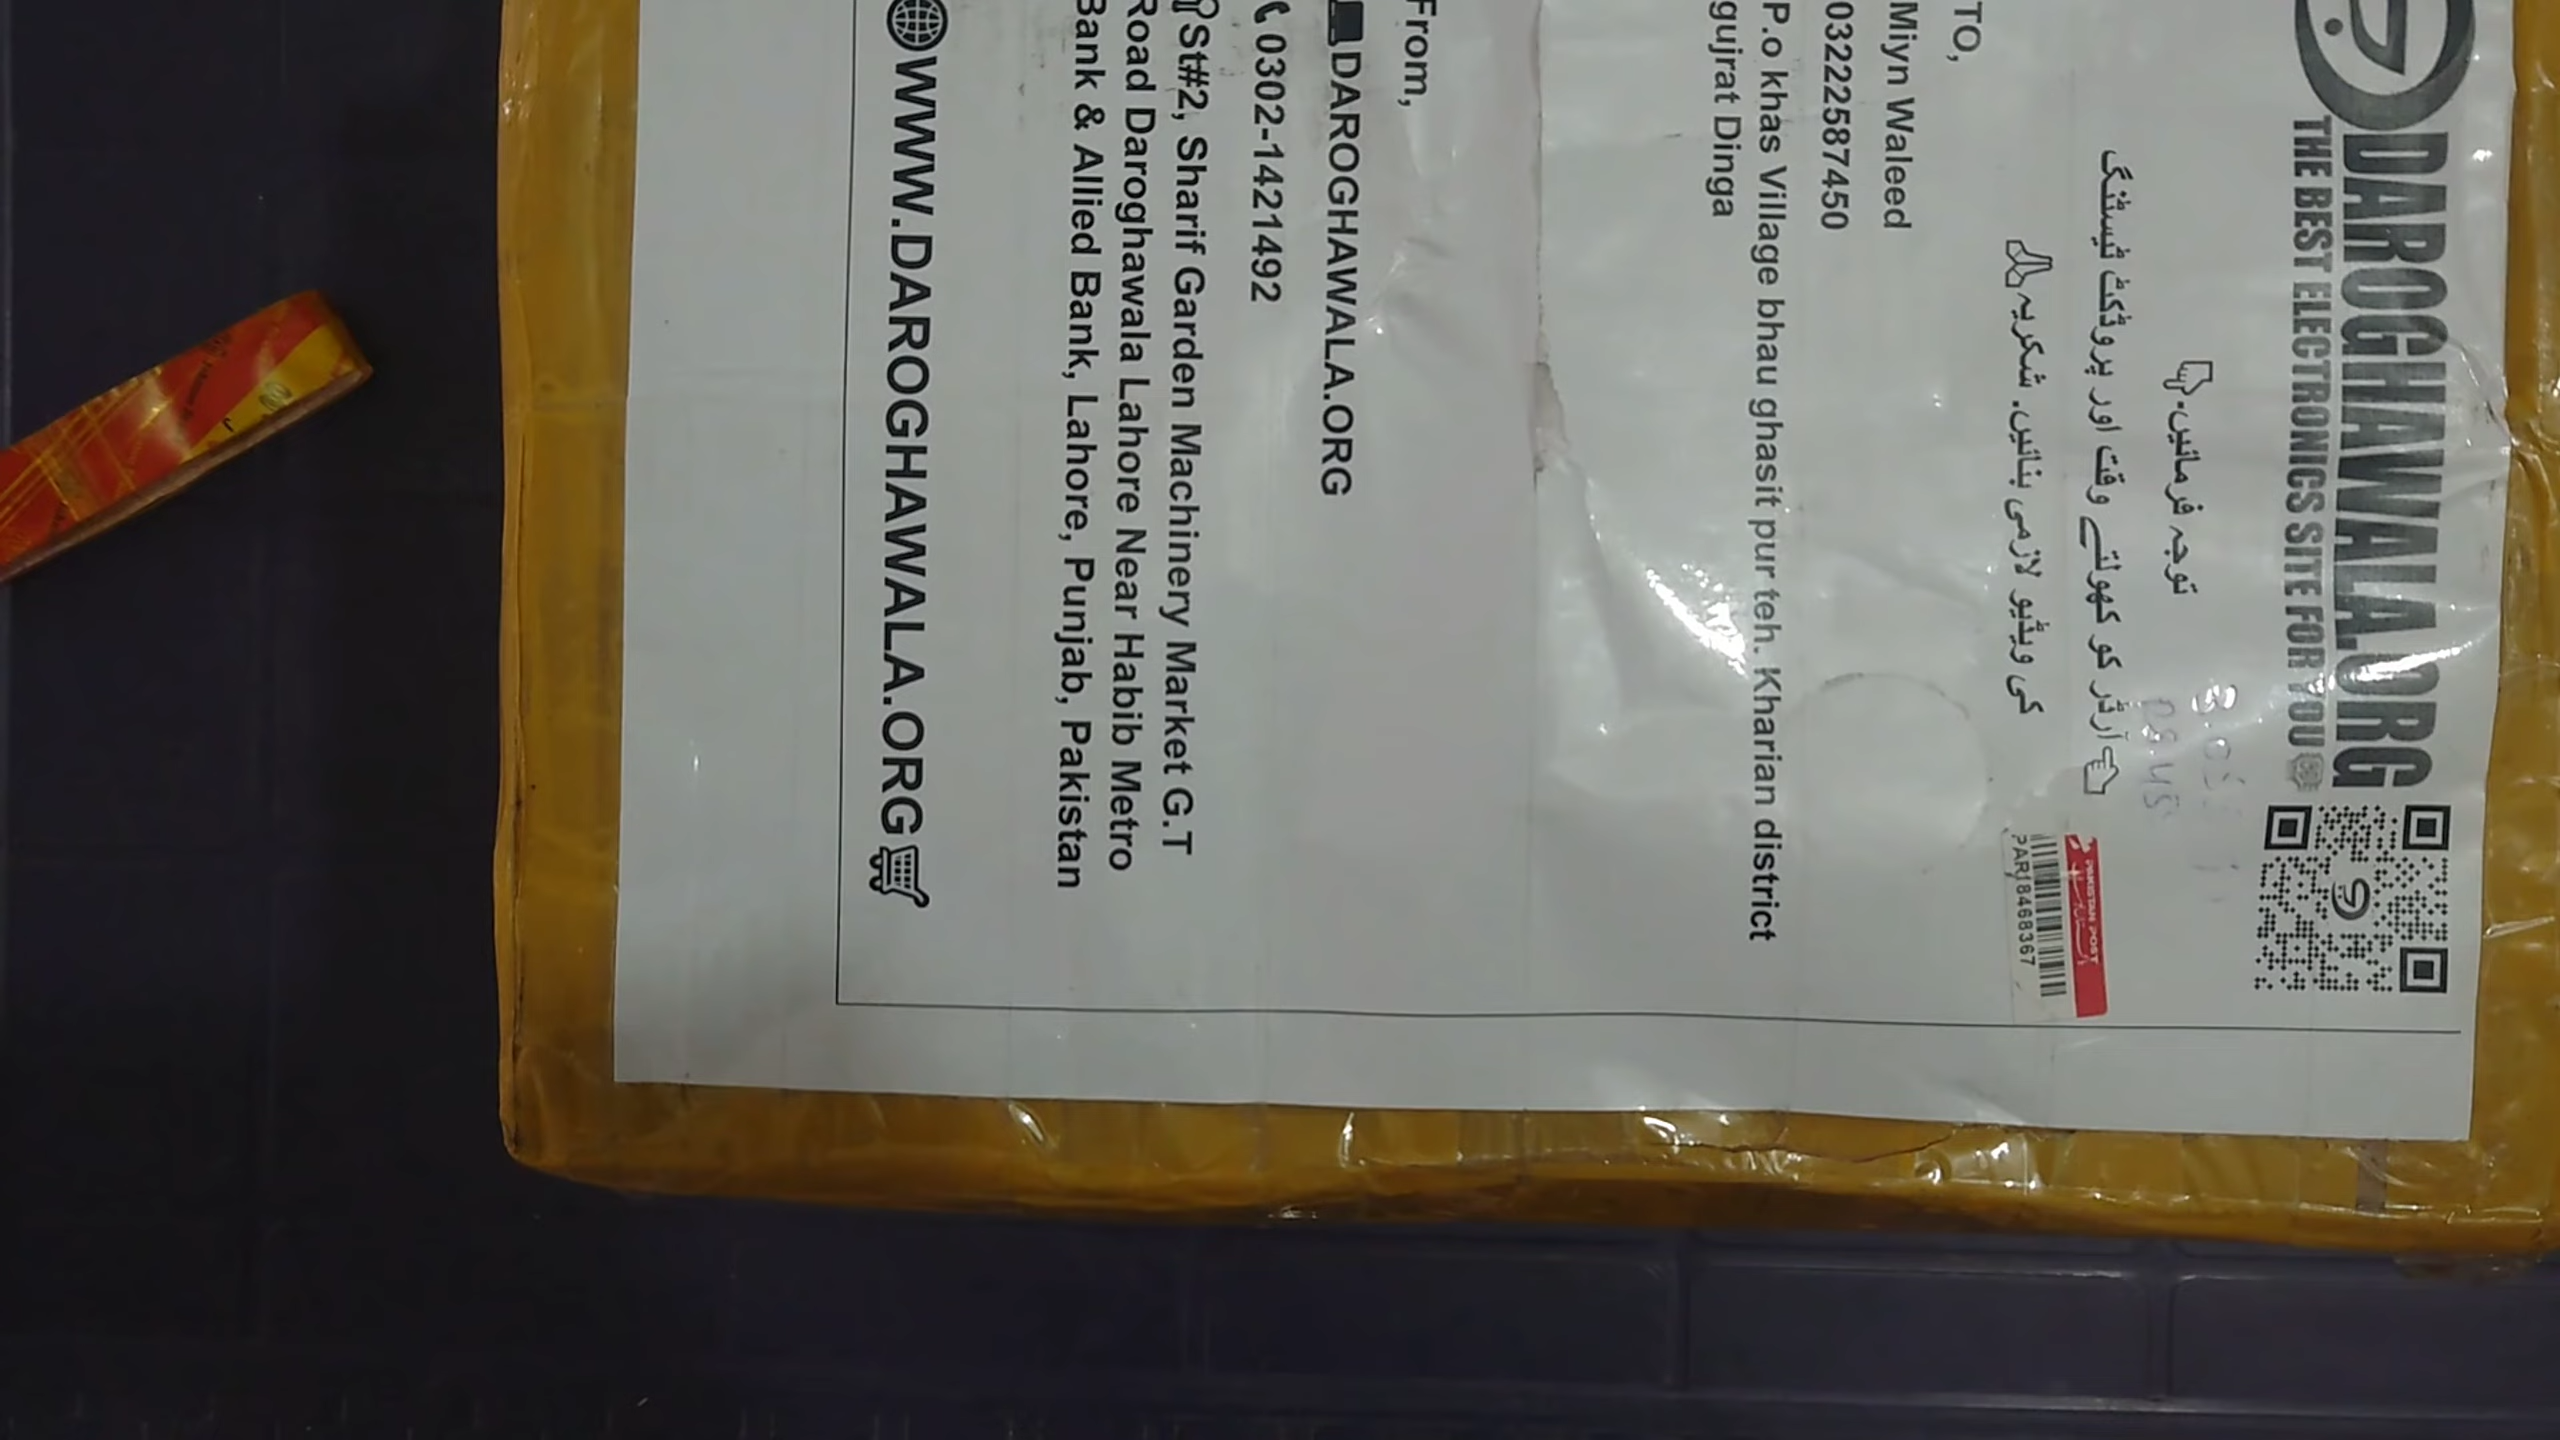 DAROGHAWALA.ORG
THE BEST ELECTRONICS SITE FOR YOU
توجہ فرمائیں.
آرڈر کو کھولتے وقت اور پروڈکٹ ٹیسٹنگ
کی ویڈیو لازمی بنائیں. شکریہ
PAKISTAN POST
PAR18468367
TO,
Miyn Waleed
03222587450
P.o khas Village bhau ghasit pur teh. Kharian district
gujrat Dinga
From,
DAROGHAWALA.ORG
0302-1421492
St#2, Sharif Garden Machinery Market G.T
Road Daroghawala Lahore Near Habib Metro
Bank & Allied Bank, Lahore, Punjab, Pakistan
WWW.DAROGHAWALA.ORG